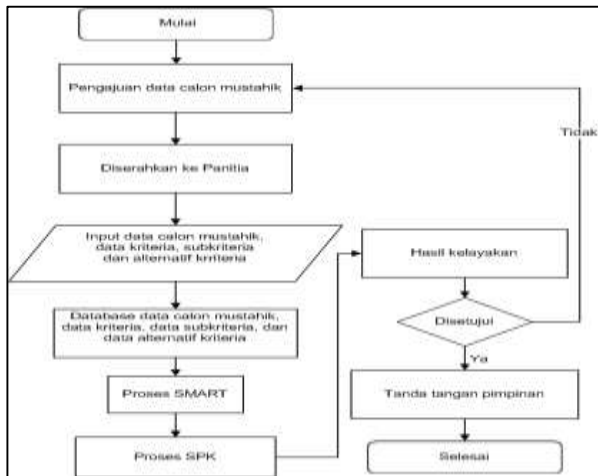 Mulai
Pengajuan data calon mustahik
Diserahkan ke Panitia
Input data calon mustahik,
data kriteria, subkriteria
dan alternatif krriteria
Database data calon mustahik,
data kriteria, data subkriteria, dan
data alternatif kriteria
Proses SMART
Proses SPK
Hasil kelayakan
Disetujui
Tidak
Ya
Tanda tangan pimpinan
Selesai